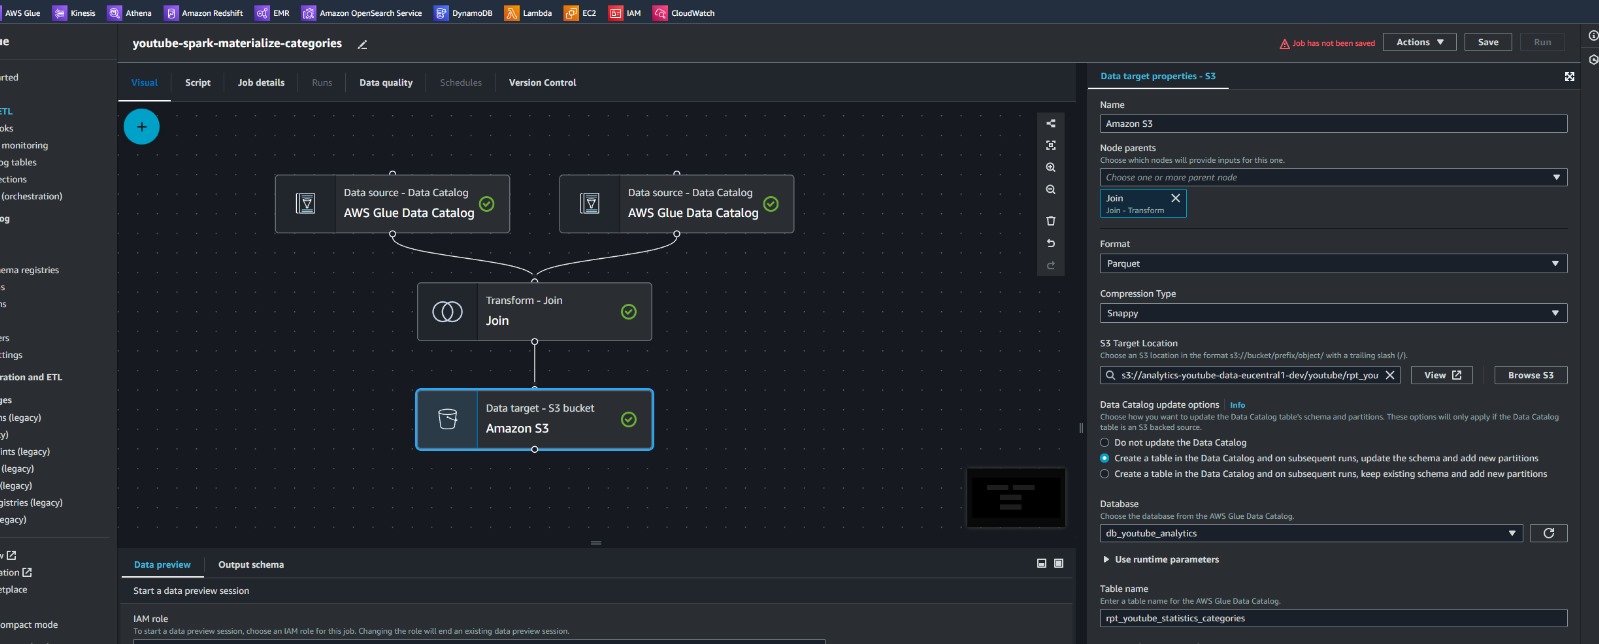 AWS Glue Kinesis Athena Amazon Redshift EMR Amazon OpenSearch Service DynamoDB Lambda EC2 IAM CloudWatch
ue
youtube-spark-materialize-categories
Job has not been saved
Actions
Save
Run
arted
ETL
oks
monitoring
og tables
ections
(orchestration)
og
ema registries
s
ns
ers
ttings
ration and ETL
ges
ns (legacy)
cy)
ints (legacy)
(legacy)
(legacy)
gistries (legacy)
egacy)
w
ation
etplace
ompact mode
Visual Script Job details Runs Data quality Schedules Version Control
Data source - Data Catalog
AWS Glue Data Catalog
Data source - Data Catalog
AWS Glue Data Catalog
Transform - Join
Join
Data target - S3 bucket
Amazon S3
Data preview Output schema
Start a data preview session
IAM role
To start a data preview session, choose an IAM role for this job. Changing the role will end an existing data preview session.
Data target properties - S3
Name
Amazon S3
Node parents
Choose which nodes will provide inputs for this one.
Choose one or more parent node
Join
Join - Transform
Format
Parquet
Compression Type
Snappy
S3 Target Location
Choose an S3 location in the format s3://bucket/prefix/object/ with a trailing slash (/).
s3://analytics-youtube-data-eucentral1-dev/youtube/rpt_you
View
Browse S3
Data Catalog update options Info
Choose how you want to update the Data Catalog table's schema and partitions. These options will only apply if the Data Catalog
table is an S3 backed source.
Do not update the Data Catalog
Create a table in the Data Catalog and on subsequent runs, update the schema and add new partitions
Create a table in the Data Catalog and on subsequent runs, keep existing schema and add new partitions
Database
Choose the database from the AWS Glue Data Catalog.
db_youtube_analytics
Use runtime parameters
Table name
Enter a table name for the AWS Glue Data Catalog.
rpt_youtube_statistics_categories